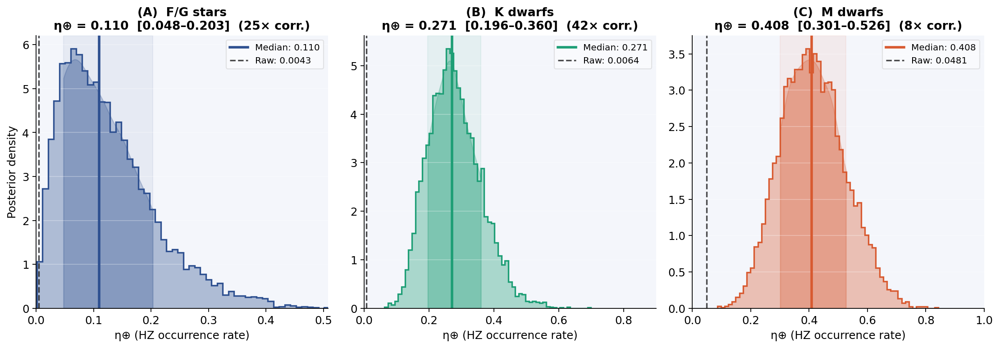 (A)  F/G stars
η⊕ = 0.110  [0.048–0.203]  (25× corr.)
Median: 0.110
Raw: 0.0043
Posterior density
6
5
4
3
2
1
0
0.0 0.1 0.2 0.3 0.4 0.5
η⊕ (HZ occurrence rate)
(B)  K dwarfs
η⊕ = 0.271  [0.196–0.360]  (42× corr.)
Median: 0.271
Raw: 0.0064
5
4
3
2
1
0
0.0 0.2 0.4 0.6 0.8
η⊕ (HZ occurrence rate)
(C)  M dwarfs
η⊕ = 0.408  [0.301–0.526]  (8× corr.)
Median: 0.408
Raw: 0.0481
3.5
3.0
2.5
2.0
1.5
1.0
0.5
0.0
0.0 0.2 0.4 0.6 0.8 1.0
η⊕ (HZ occurrence rate)